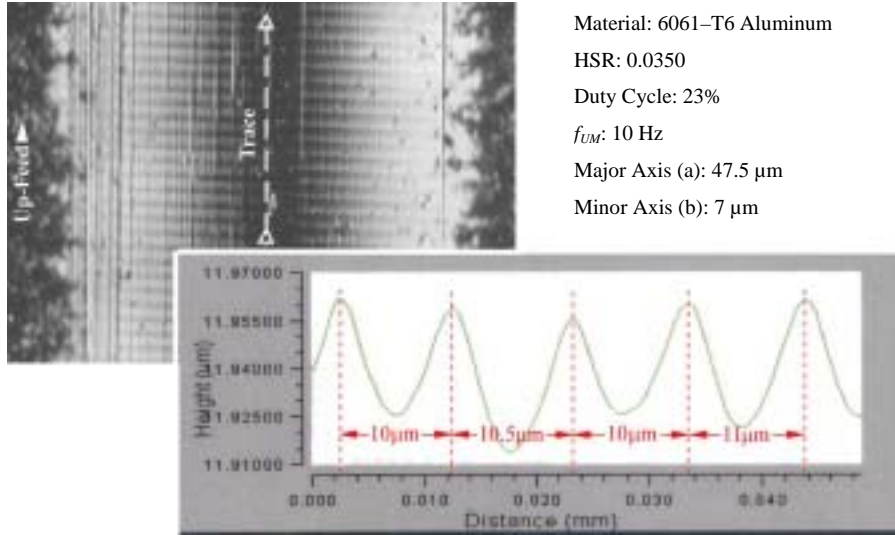 Material: 6061–T6 Aluminum
HSR: 0.0350
Duty Cycle: 23%
fUM: 10 Hz
Major Axis (a): 47.5 µm
Minor Axis (b): 7 µm
Up-Feed
Trace
11.97000
11.95500
11.94000
11.92500
11.91000
Height (µm)
10µm
10.5µm
10µm
11µm
0.000
0.010
0.020
0.030
0.040
Distance (mm)